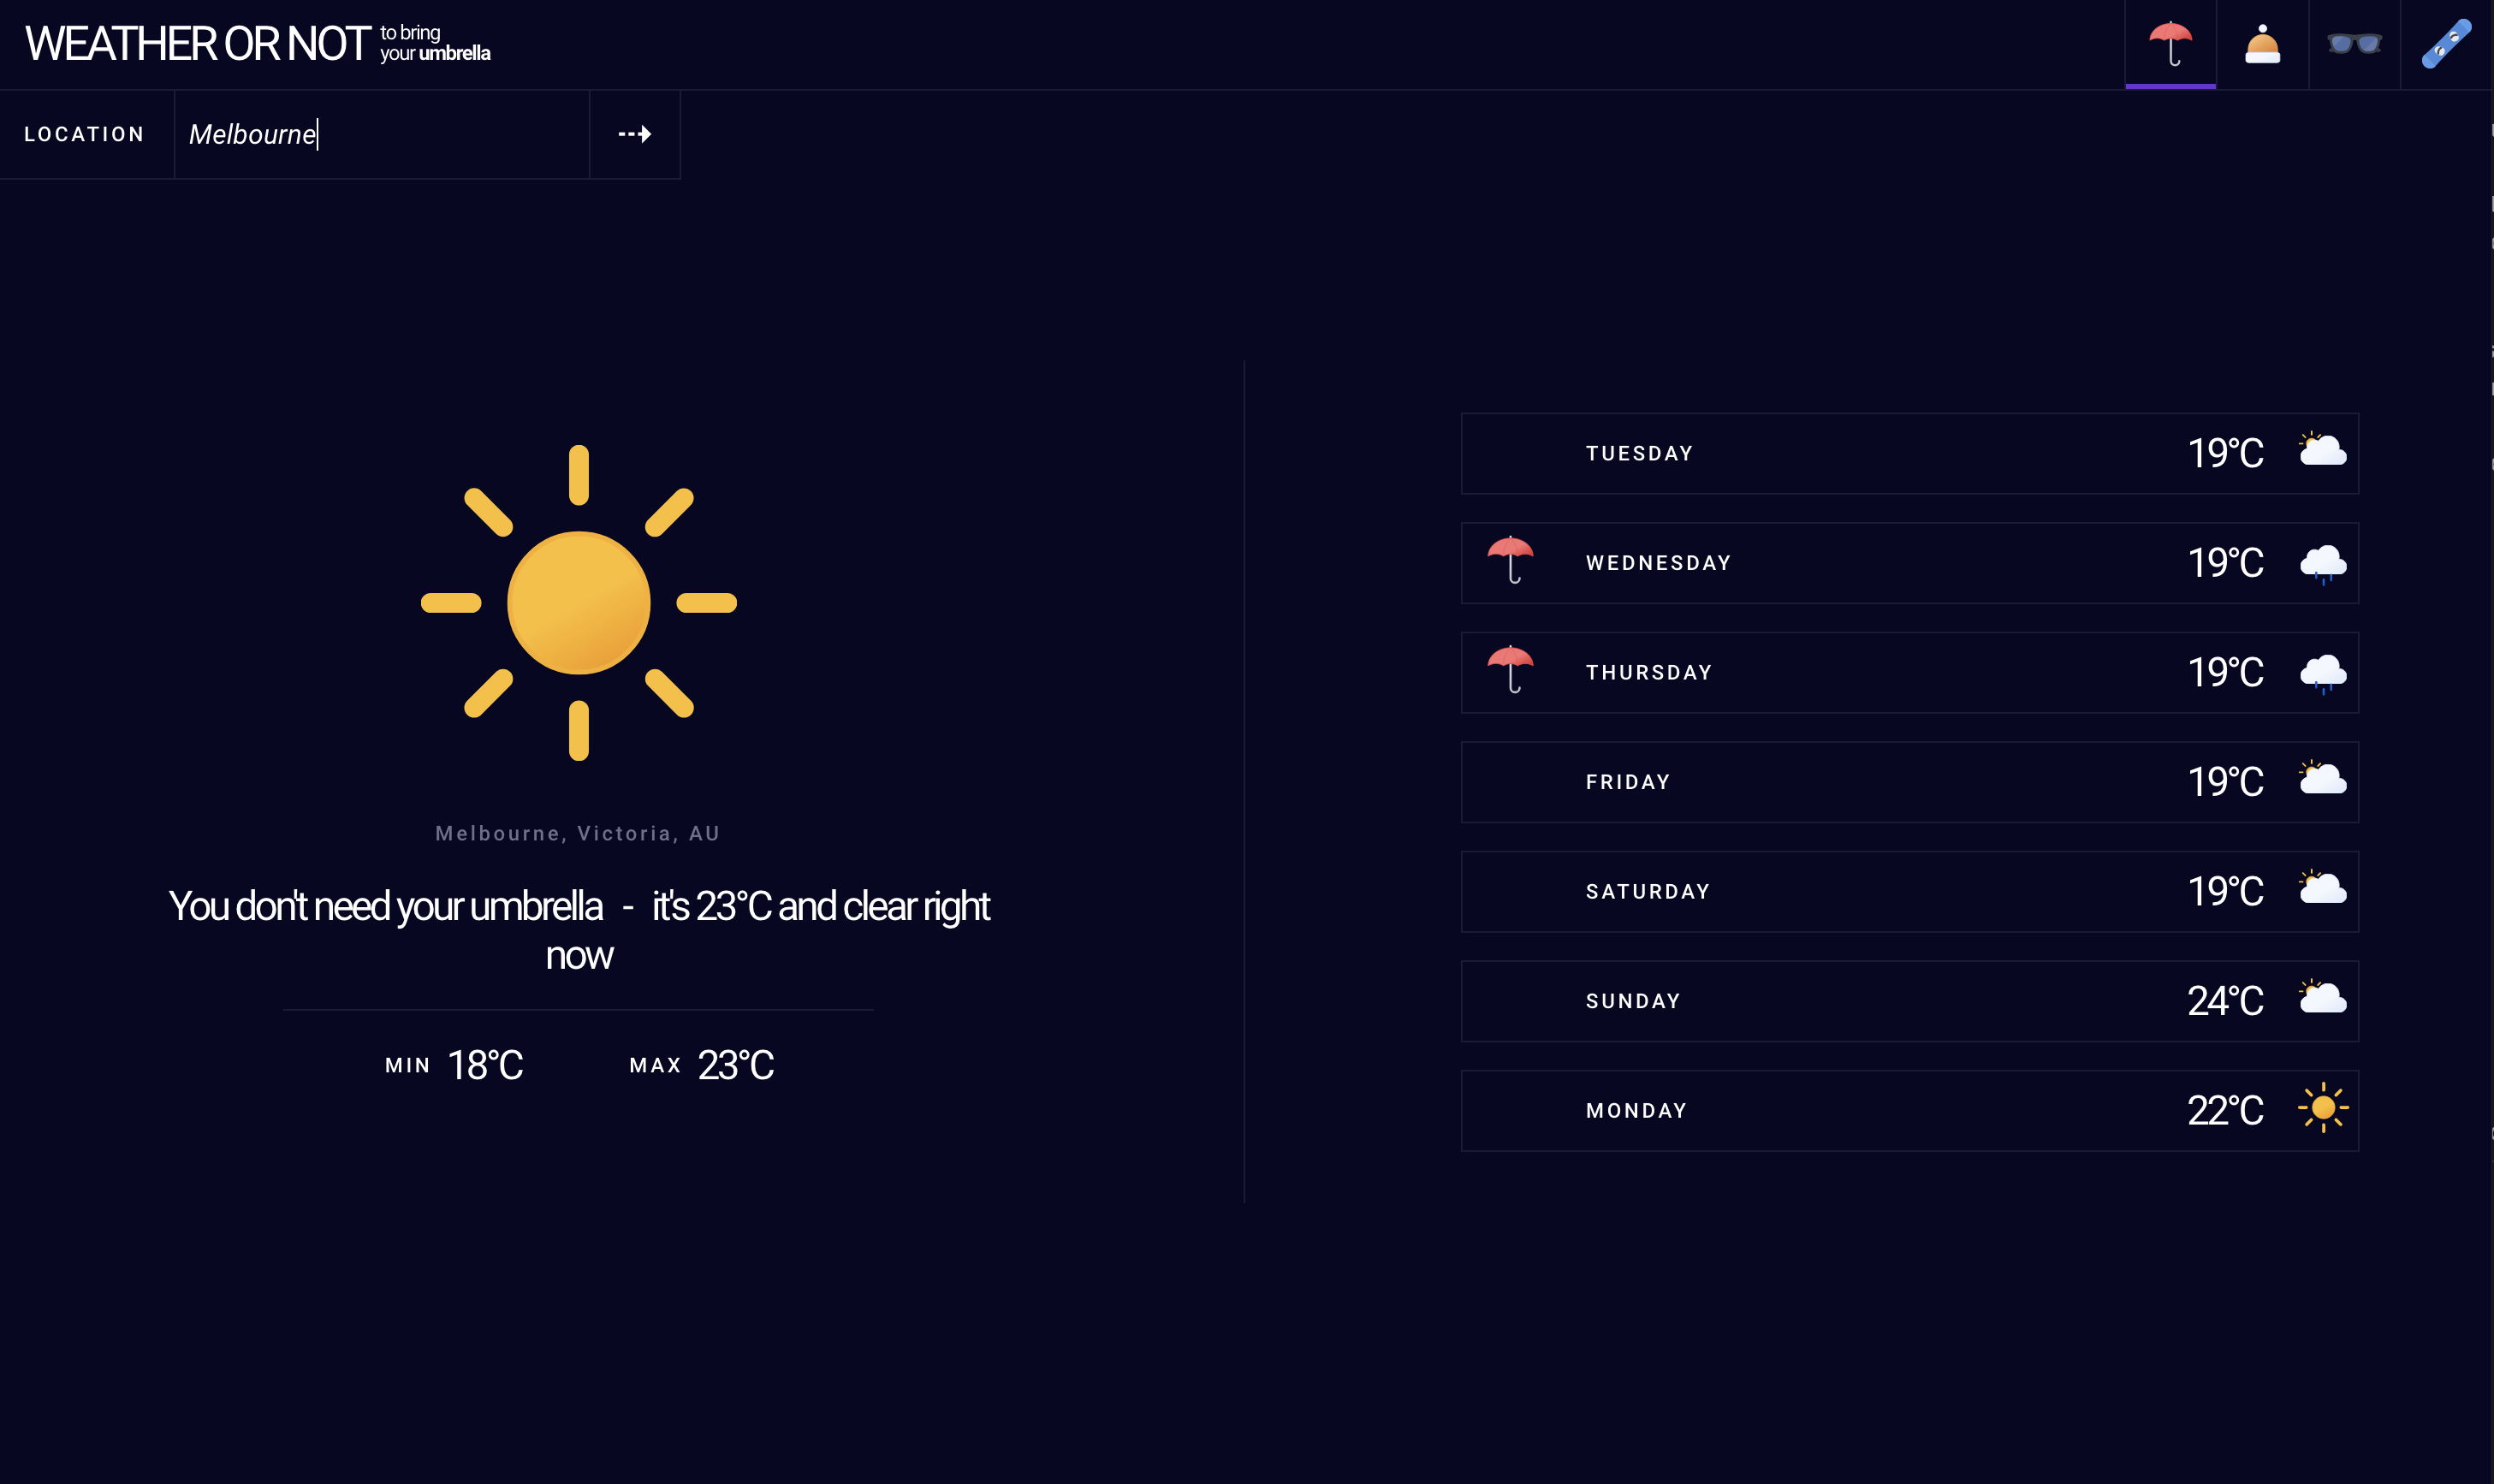 WEATHER OR NOT to bring
your umbrella
LOCATION Melbourne
Melbourne, Victoria, AU
You don't need your umbrella - it's 23°C and clear right
now
MIN 18°C MAX 23°C
TUESDAY 19°C
WEDNESDAY 19°C
THURSDAY 19°C
FRIDAY 19°C
SATURDAY 19°C
SUNDAY 24°C
MONDAY 22°C